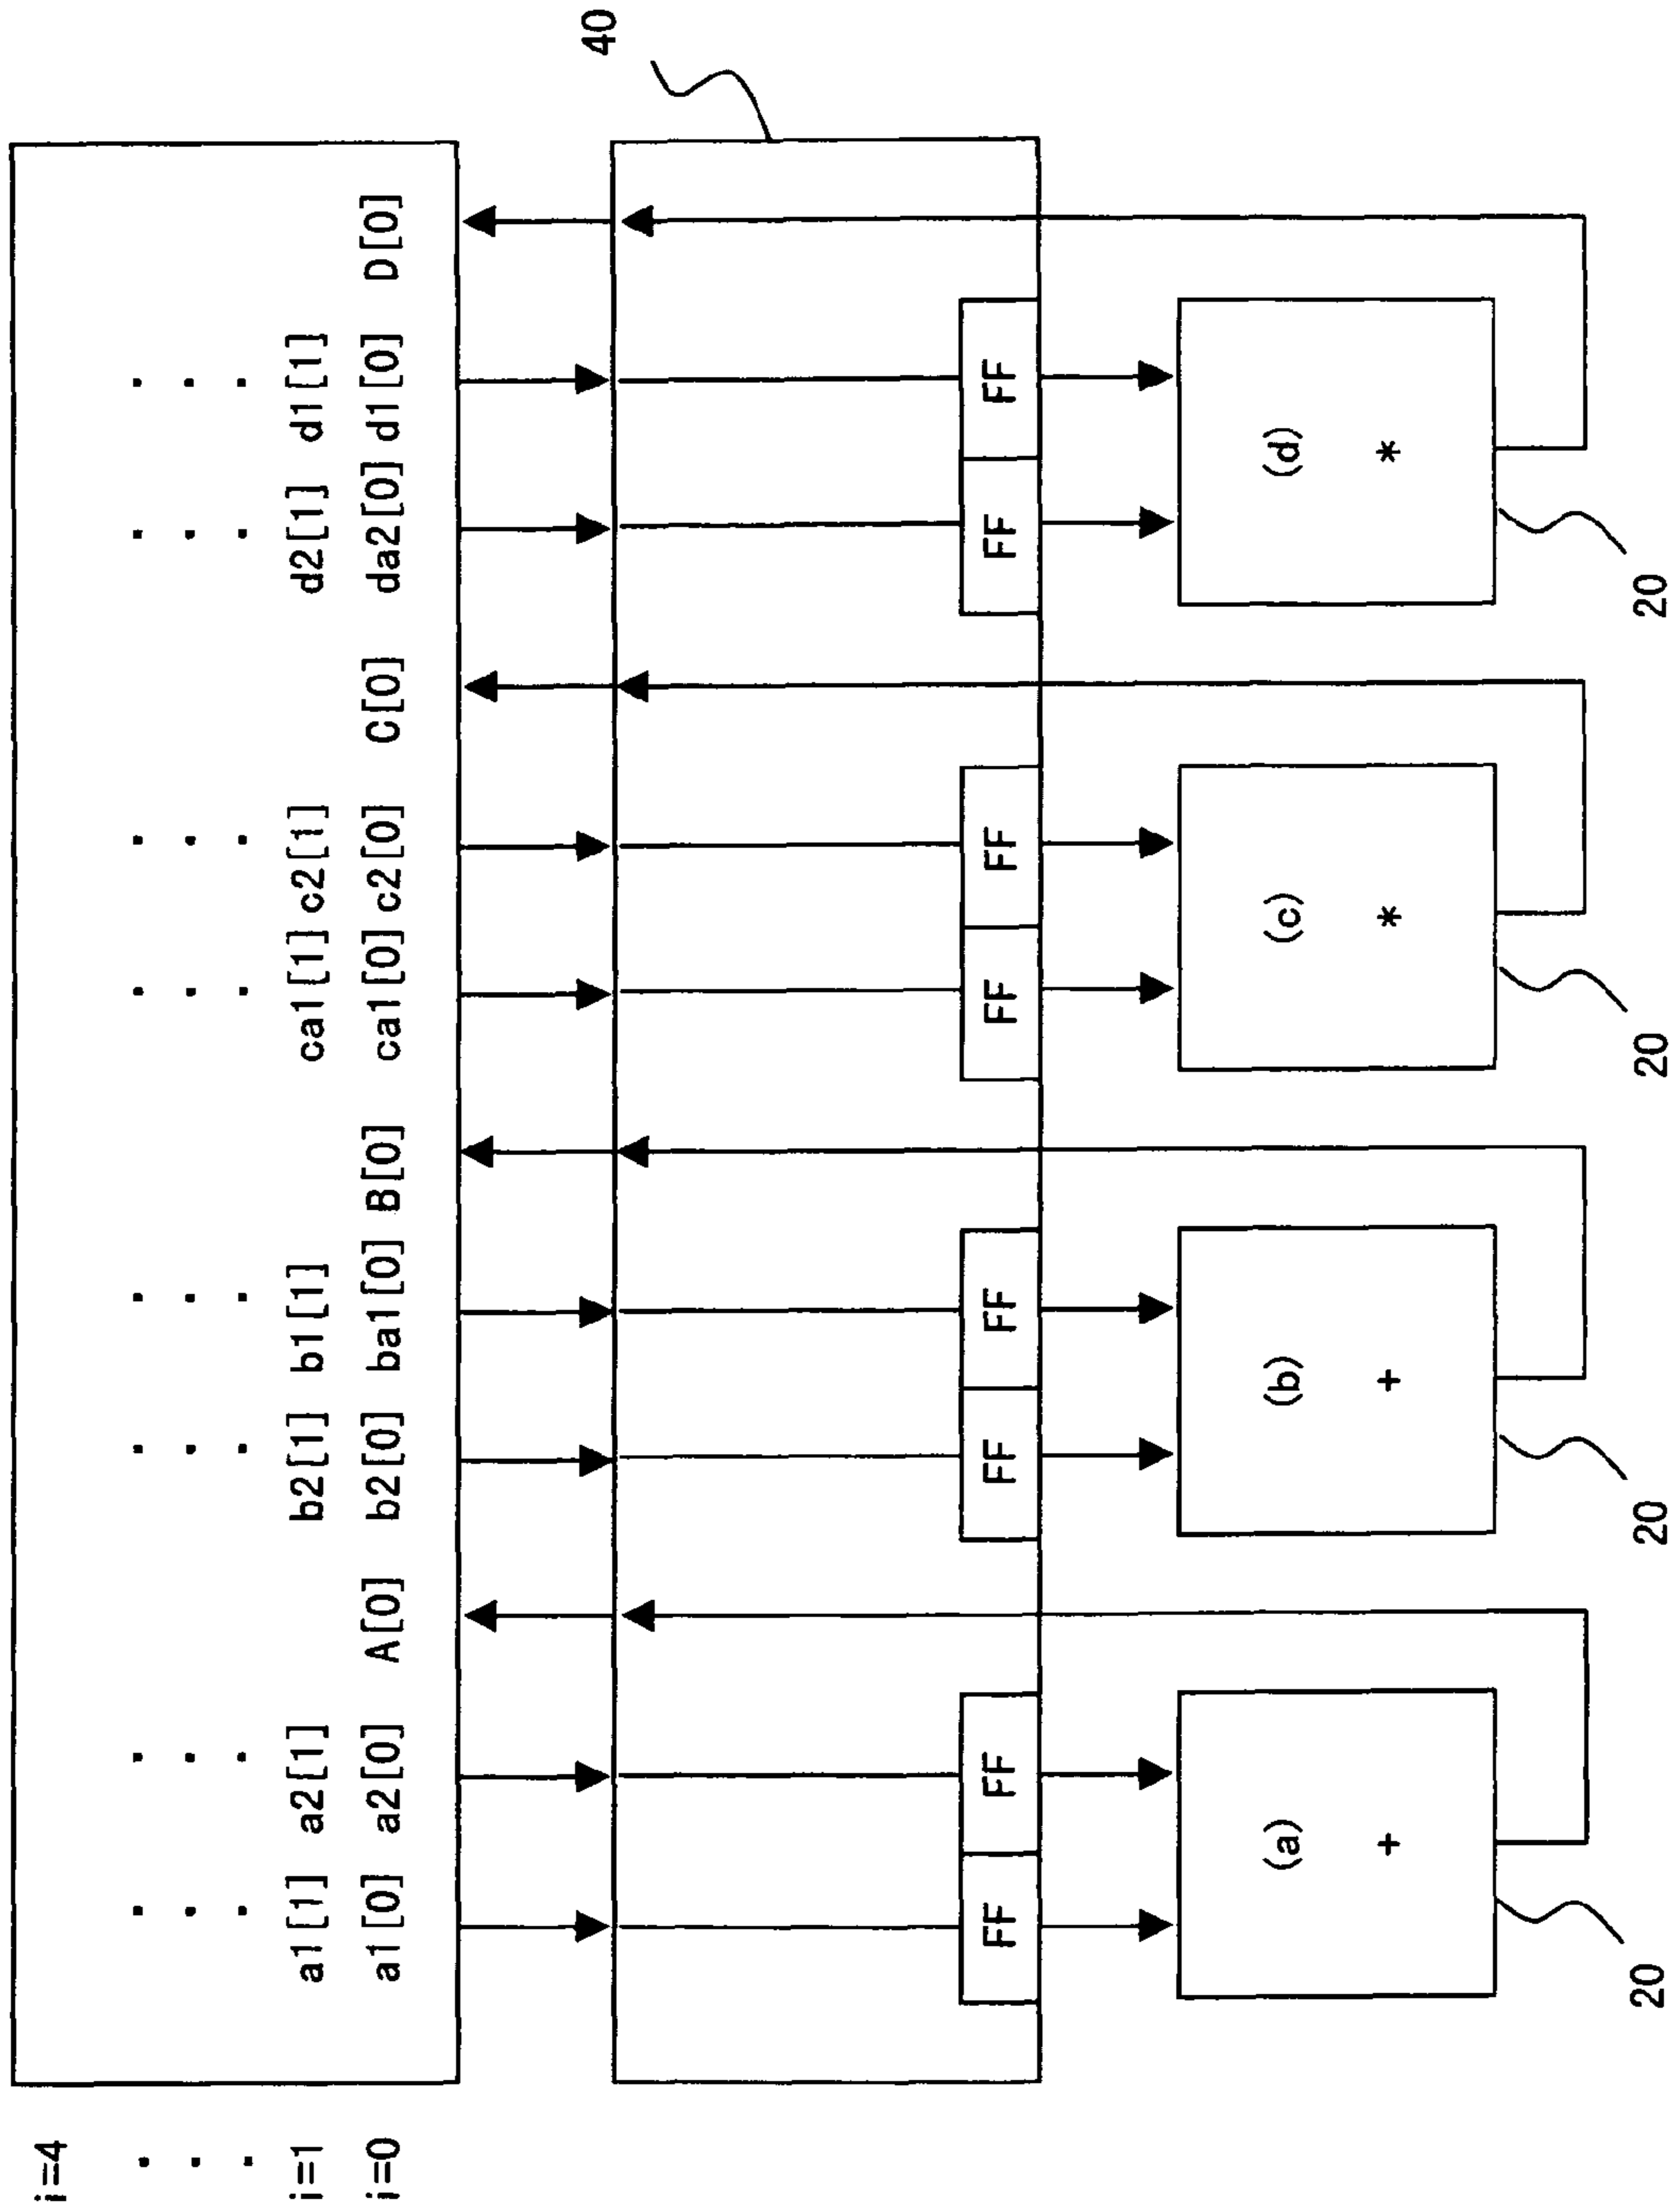 i=4
i=1 a1[1] a2[1] b2[1] b1[1] ca1[1] c2[1] d2[1] d1[1]
i=0 a1[0] a2[0] A[0] b2[0] ba1[0] B[0] ca1[0] c2[0] C[0] da2[0] d1[0] D[0]
40
FF FF FF FF FF FF FF FF
(a) (b) (c) (d)
+ + * *
20 20 20 20